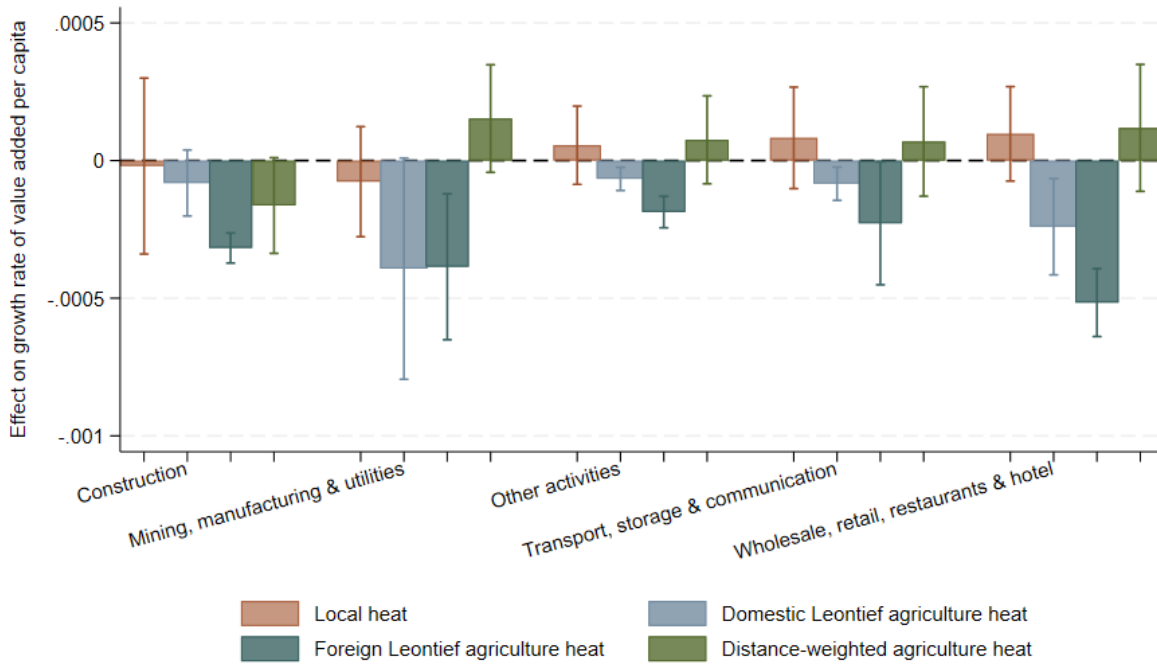 Effect on growth rate of value added per capita
.0005
0
-.0005
-.001
Construction
Mining, manufacturing & utilities
Other activities
Transport, storage & communication
Wholesale, retail, restaurants & hotel
Local heat
Domestic Leontief agriculture heat
Foreign Leontief agriculture heat
Distance-weighted agriculture heat